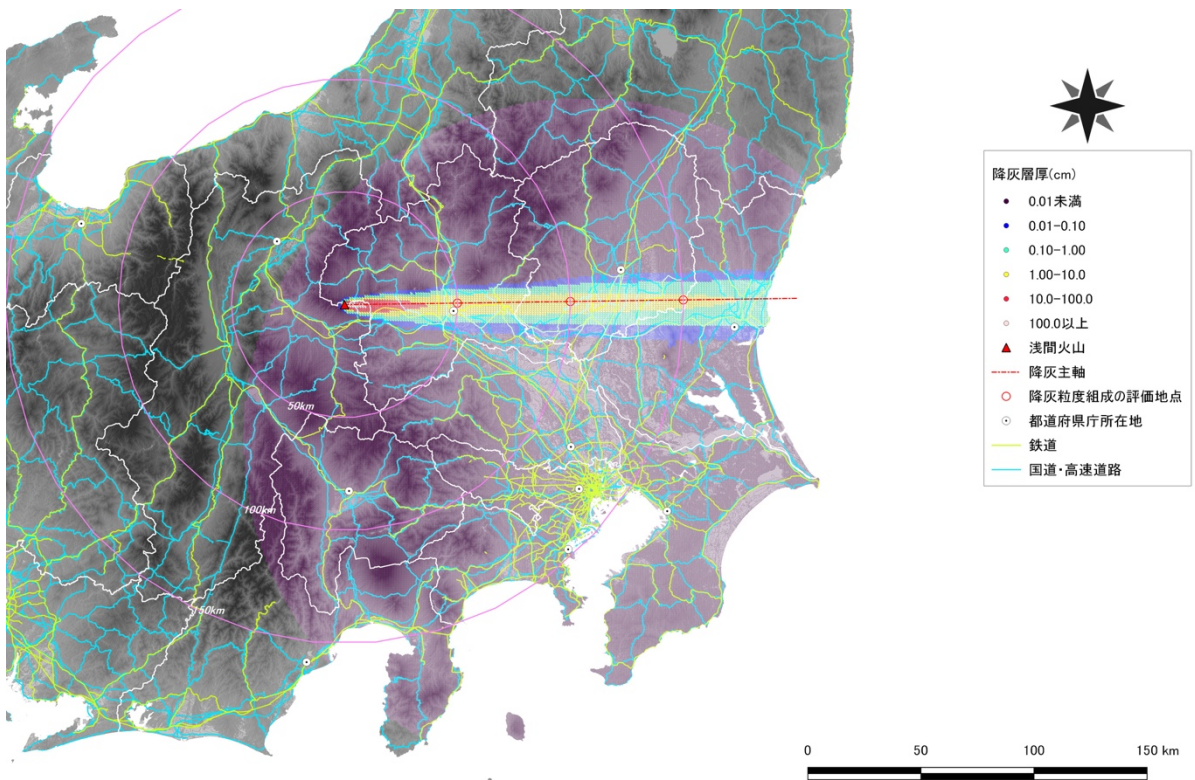 降灰層厚(cm)
0.01未満
0.01-0.10
0.10-1.00
1.00-10.0
10.0-100.0
100.0以上
浅間火山
降灰主軸
降灰粒度組成の評価地点
都道府県庁所在地
鉄道
国道・高速道路
50km
100km
150km
0 50 100 150 km